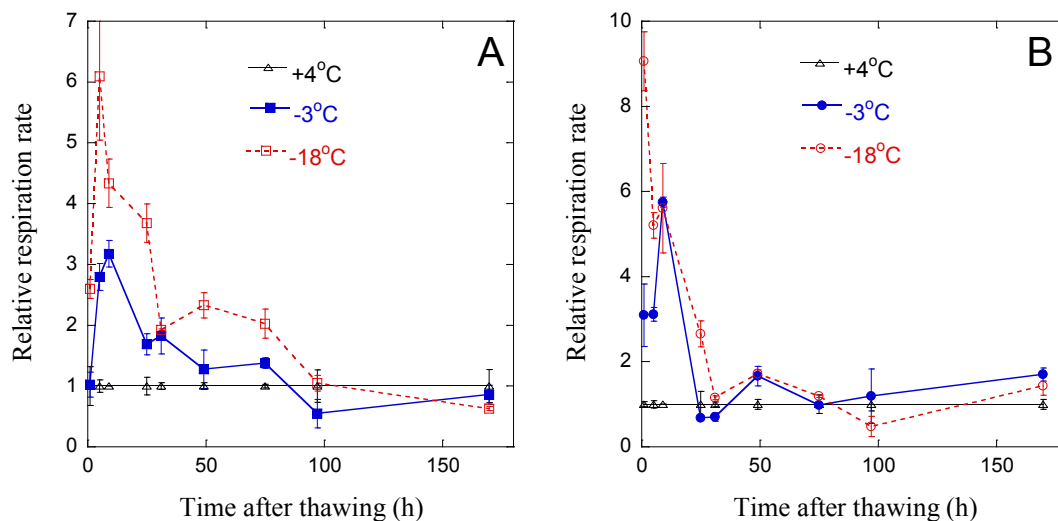 A
Relative respiration rate
7
6
5
4
3
2
1
0
+4°C
-3°C
-18°C
0 50 100 150
Time after thawing (h)
B
Relative respiration rate
10
8
6
4
2
0
+4°C
-3°C
-18°C
0 50 100 150
Time after thawing (h)